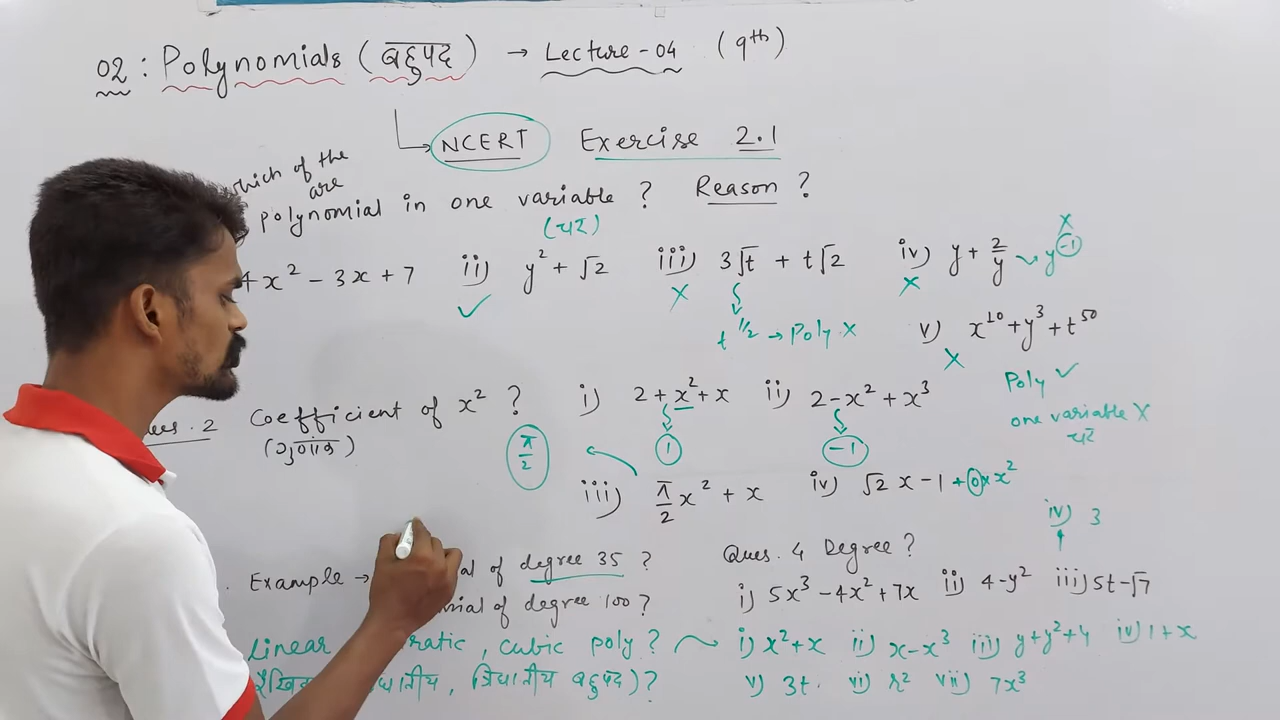 02 : Polynomials (बहुपद) → Lecture - 04 (9th)
NCERT Exercise 2.1
which of the
are
polynomial in one variable ? Reason ?
(चर)
4x² - 3x + 7 ii) y² + √2 ✓ iii) 3√t + t√2 X iv) y + 2/y X y⁻¹ X
t^1/2 → Poly X v) x¹⁰ + y³ + t⁵⁰ X
Poly ✓
one variable X
चर
Ques. 2 Coefficient of x² ? i) 2 + x² + x ii) 2 - x² + x³
(गुणांक) π/2 1 -1
iii) π/2 x² + x iv) √2 x - 1 + 0 × x²
iv) 3
Example → of degree 35 ? Ques. 4 Degree ?
of degree 100 ? i) 5x³ - 4x² + 7x ii) 4 - y² iii) 5t - √7
linear , cubic poly ? i) x² + x ii) x - x³ iii) y + y² + 4 iv) 1 + x
, त्रिघातीय बहुपद) ? v) 3t vi) r² vii) 7x³